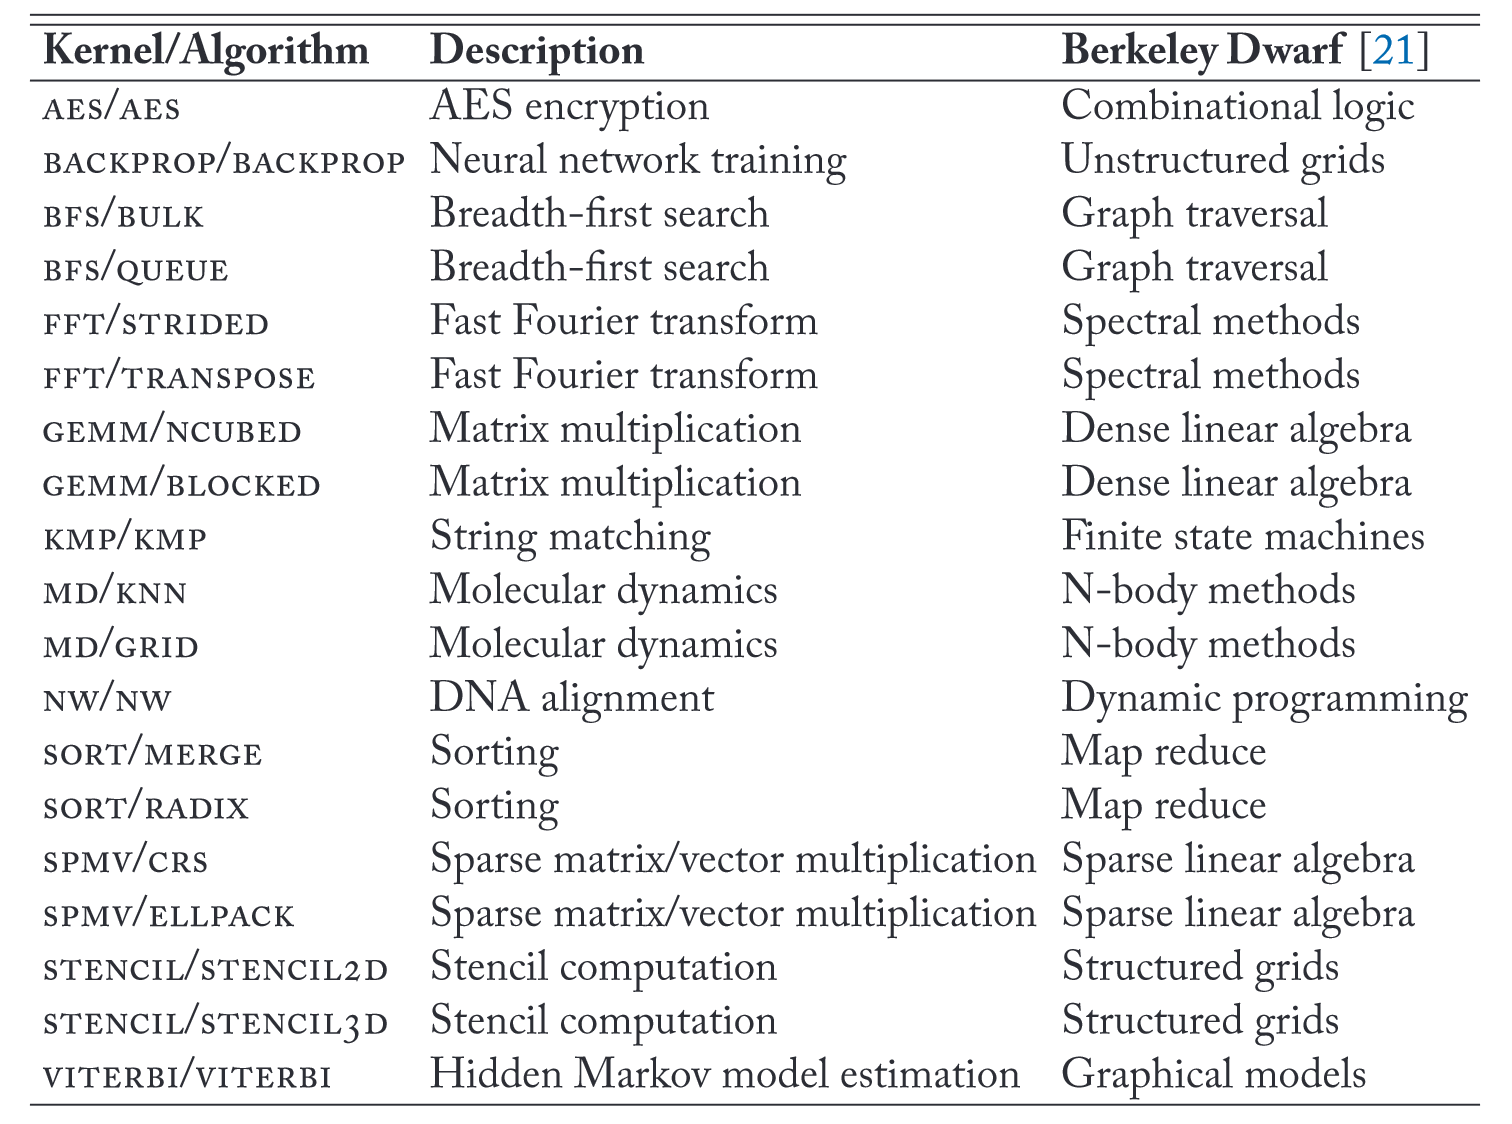 Kernel/Algorithm Description Berkeley Dwarf [21]
AES/AES AES encryption Combinational logic
BACKPROP/BACKPROP Neural network training Unstructured grids
BFS/BULK Breadth-first search Graph traversal
BFS/QUEUE Breadth-first search Graph traversal
FFT/STRIDED Fast Fourier transform Spectral methods
FFT/TRANSPOSE Fast Fourier transform Spectral methods
GEMM/NCUBED Matrix multiplication Dense linear algebra
GEMM/BLOCKED Matrix multiplication Dense linear algebra
KMP/KMP String matching Finite state machines
MD/KNN Molecular dynamics N-body methods
MD/GRID Molecular dynamics N-body methods
NW/NW DNA alignment Dynamic programming
SORT/MERGE Sorting Map reduce
SORT/RADIX Sorting Map reduce
SPMV/CRS Sparse matrix/vector multiplication Sparse linear algebra
SPMV/ELLPACK Sparse matrix/vector multiplication Sparse linear algebra
STENCIL/STENCIL2D Stencil computation Structured grids
STENCIL/STENCIL3D Stencil computation Structured grids
VITERBI/VITERBI Hidden Markov model estimation Graphical models